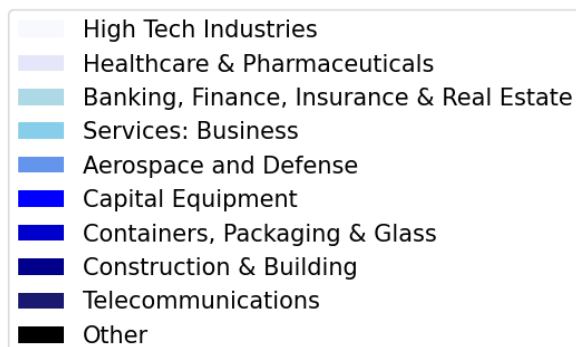 High Tech Industries
Healthcare & Pharmaceuticals
Banking, Finance, Insurance & Real Estate
Services: Business
Aerospace and Defense
Capital Equipment
Containers, Packaging & Glass
Construction & Building
Telecommunications
Other